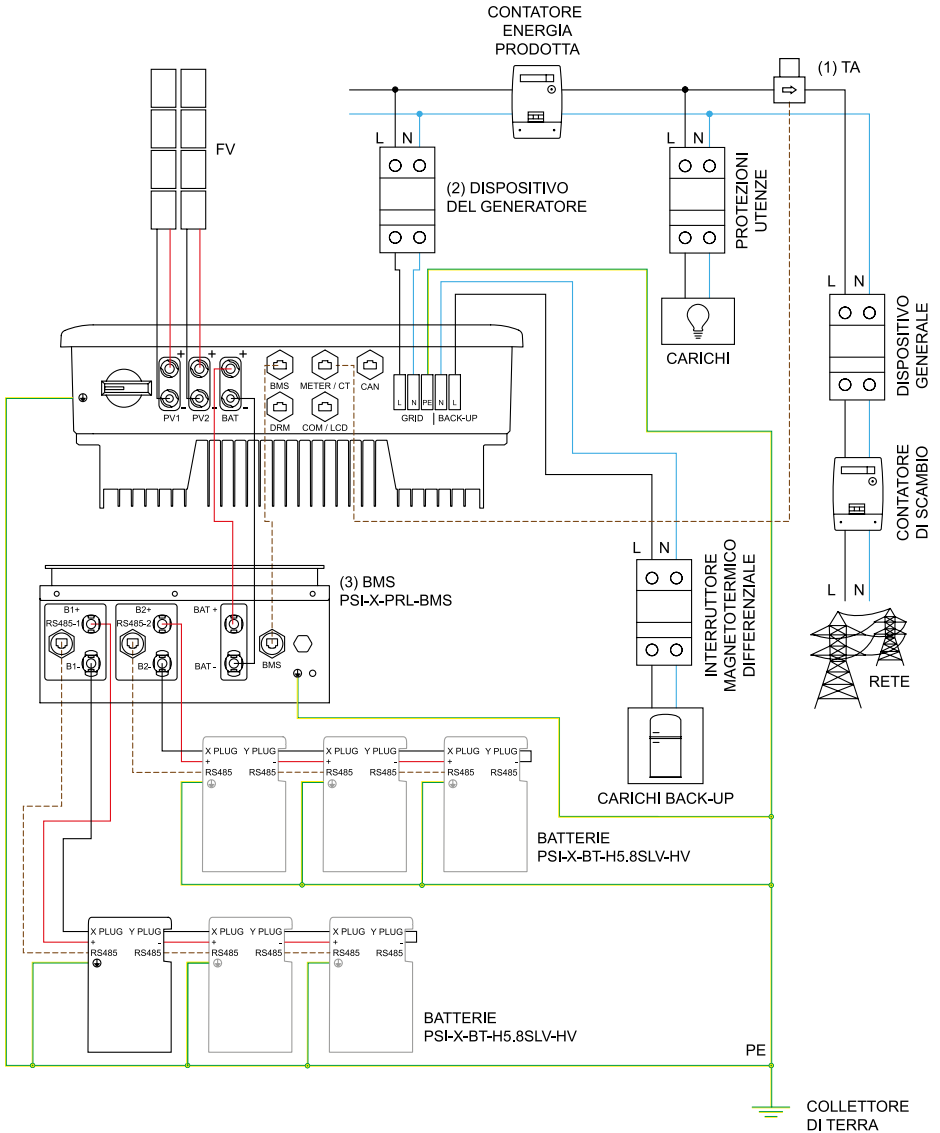 CONTATORE
ENERGIA
PRODOTTA
(1) TA
FV
L N
(2) DISPOSITIVO
DEL GENERATORE
L N
PROTEZIONI
UTENZE
CARICHI
L N
DISPOSITIVO
GENERALE
CONTATORE
DI SCAMBIO
L N
RETE
+ + +
- - -
PV1 PV2 BAT
BMS METER / CT CAN
DRM COM / LCD
L N PE N L
GRID BACK-UP
L N
INTERRUTTORE
MAGNETOTERMICO
DIFFERENZIALE
CARICHI BACK-UP
(3) BMS
PSI-X-PRL-BMS
B1+ B2+ BAT +
RS485-1 RS485-2
B1- B2- BAT - BMS
X PLUG Y PLUG X PLUG Y PLUG X PLUG Y PLUG
+ - + - + -
RS485 RS485 RS485 RS485 RS485 RS485
BATTERIE
PSI-X-BT-H5.8SLV-HV
X PLUG Y PLUG X PLUG Y PLUG X PLUG Y PLUG
+ - + - + -
RS485 RS485 RS485 RS485 RS485 RS485
BATTERIE
PSI-X-BT-H5.8SLV-HV
PE
COLLETTORE
DI TERRA